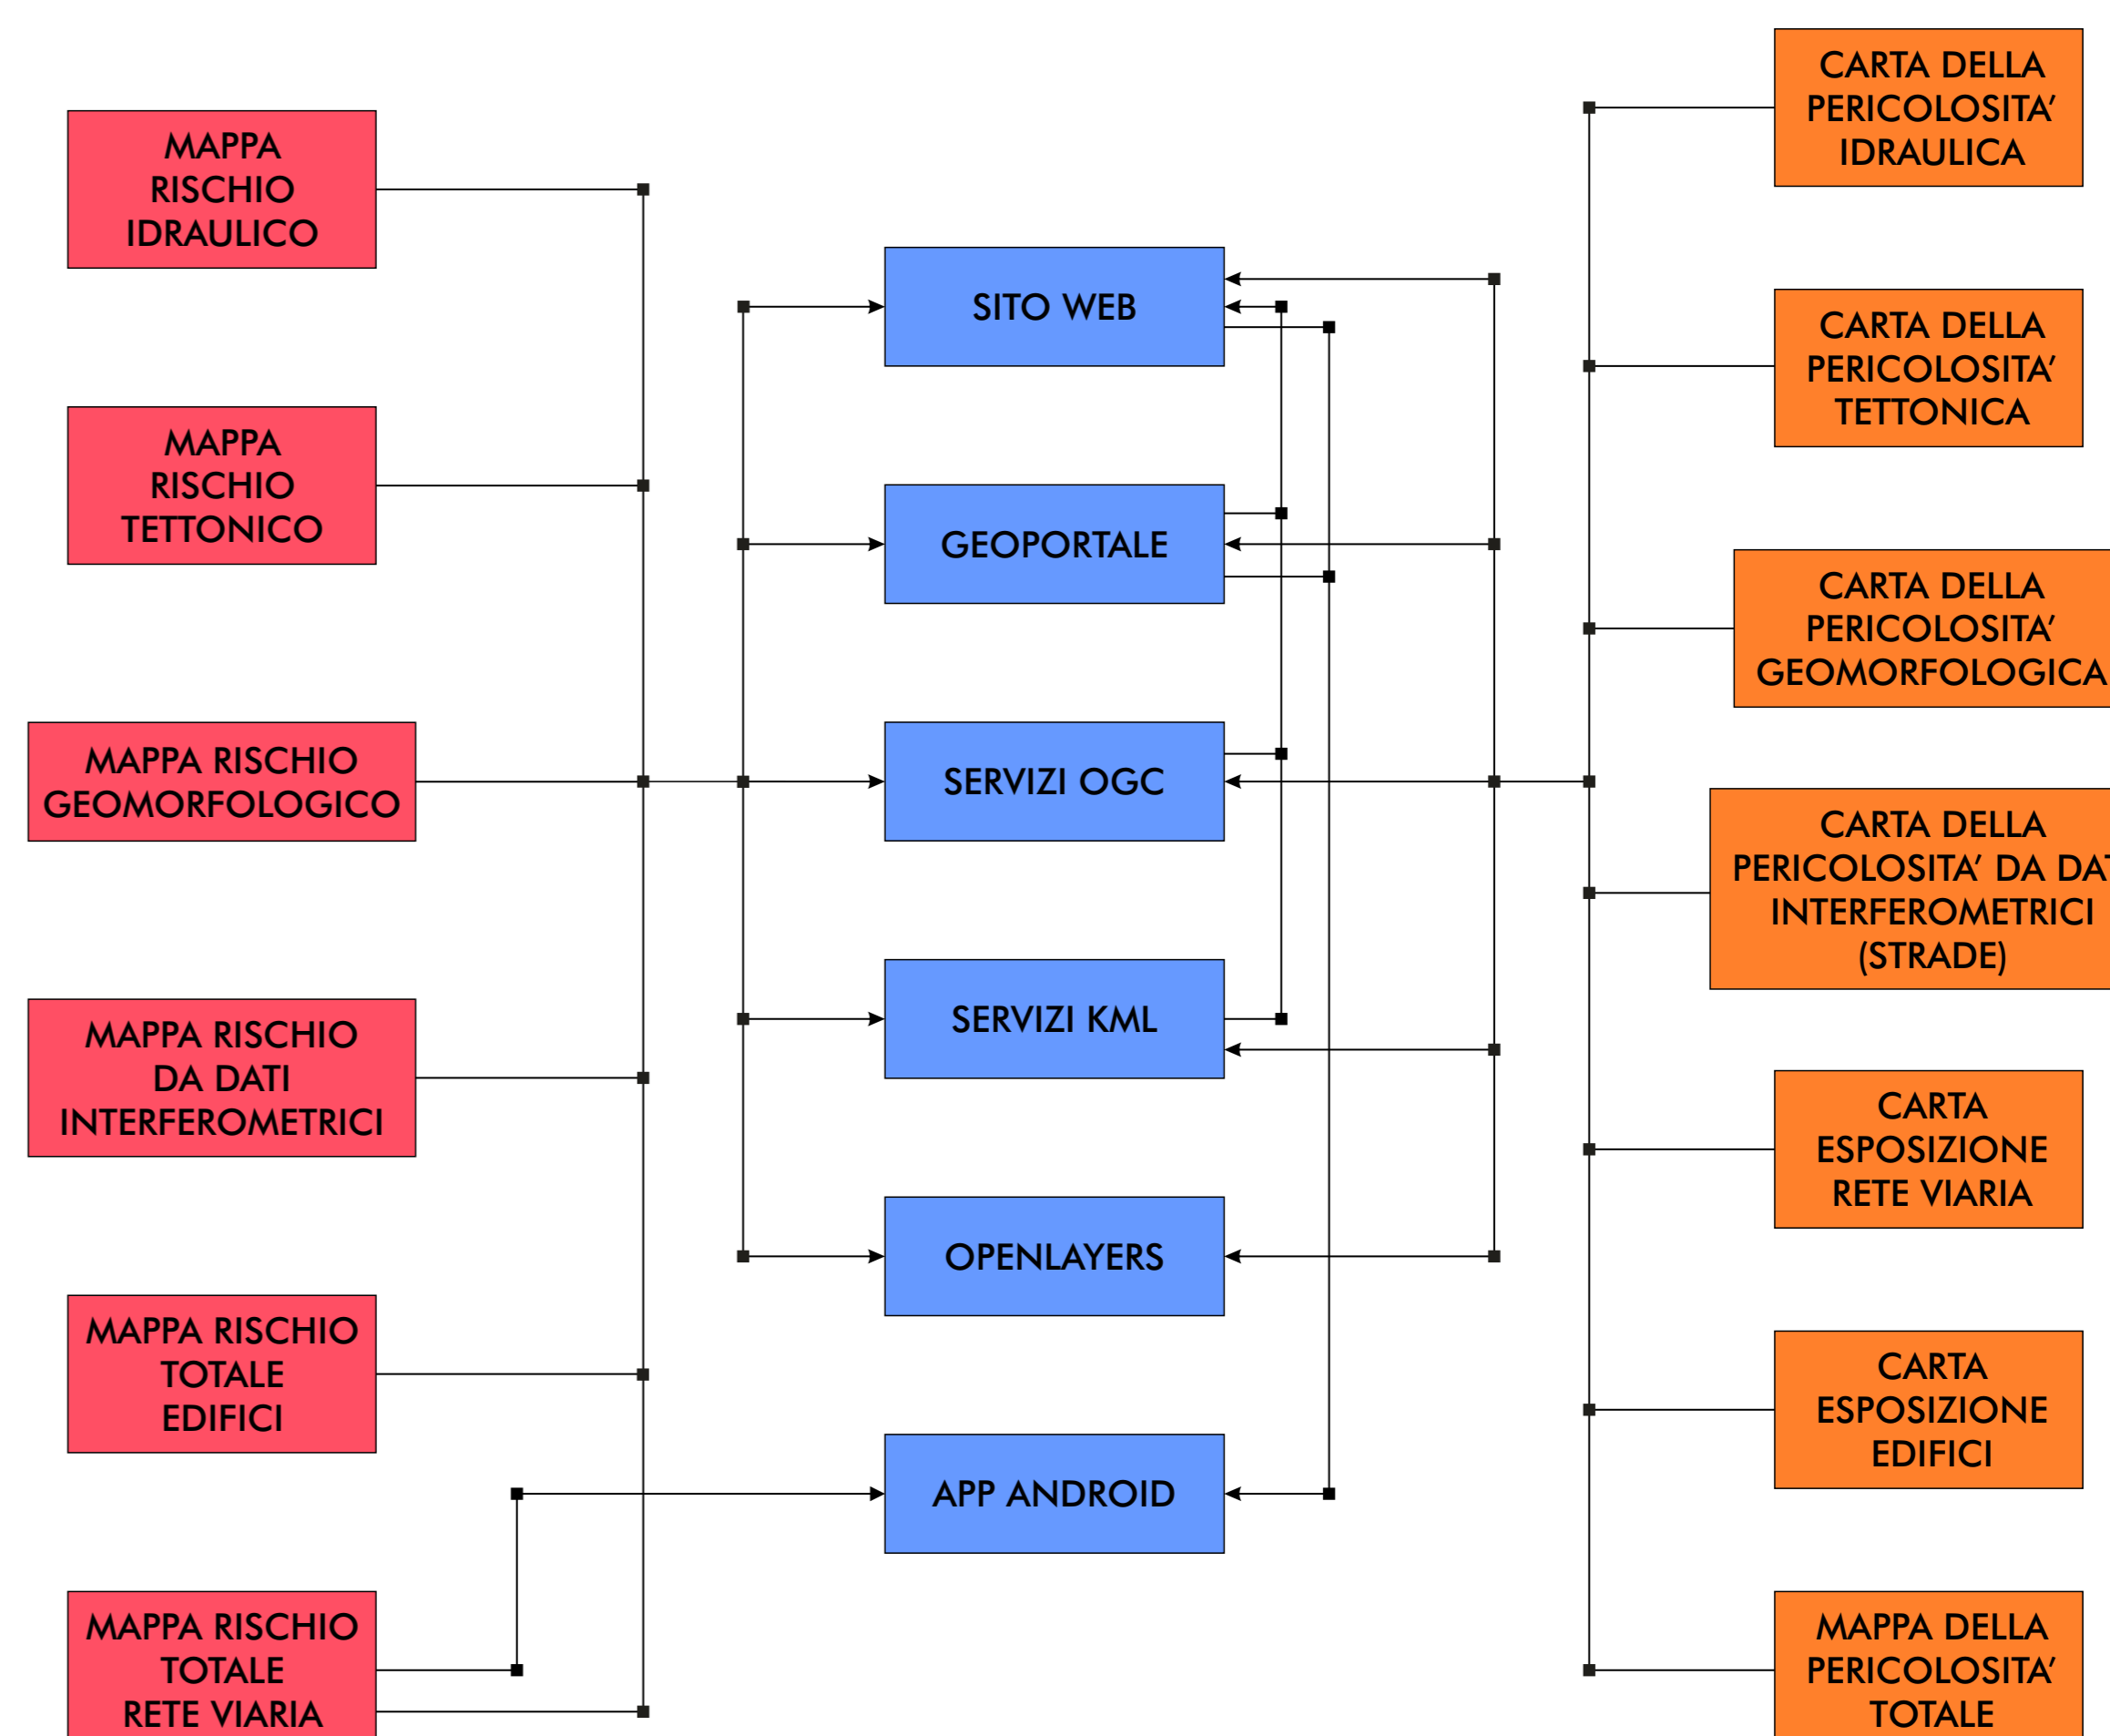 MAPPA
RISCHIO
IDRAULICO
MAPPA
RISCHIO
TETTONICO
MAPPA RISCHIO
GEOMORFOLOGICO
MAPPA RISCHIO
DA DATI
INTERFEROMETRICI
MAPPA RISCHIO
TOTALE
EDIFICI
MAPPA RISCHIO
TOTALE
RETE VIARIA
SITO WEB
GEOPORTALE
SERVIZI OGC
SERVIZI KML
OPENLAYERS
APP ANDROID
CARTA DELLA
PERICOLOSITA’
IDRAULICA
CARTA DELLA
PERICOLOSITA’
TETTONICA
CARTA DELLA
PERICOLOSITA’
GEOMORFOLOGICA
CARTA DELLA
PERICOLOSITA’ DA
INTERFEROMETRICI
(STRADE)
CARTA
ESPOSIZIONE
RETE VIARIA
CARTA
ESPOSIZIONE
EDIFICI
MAPPA DELLA
PERICOLOSITA’
TOTALE